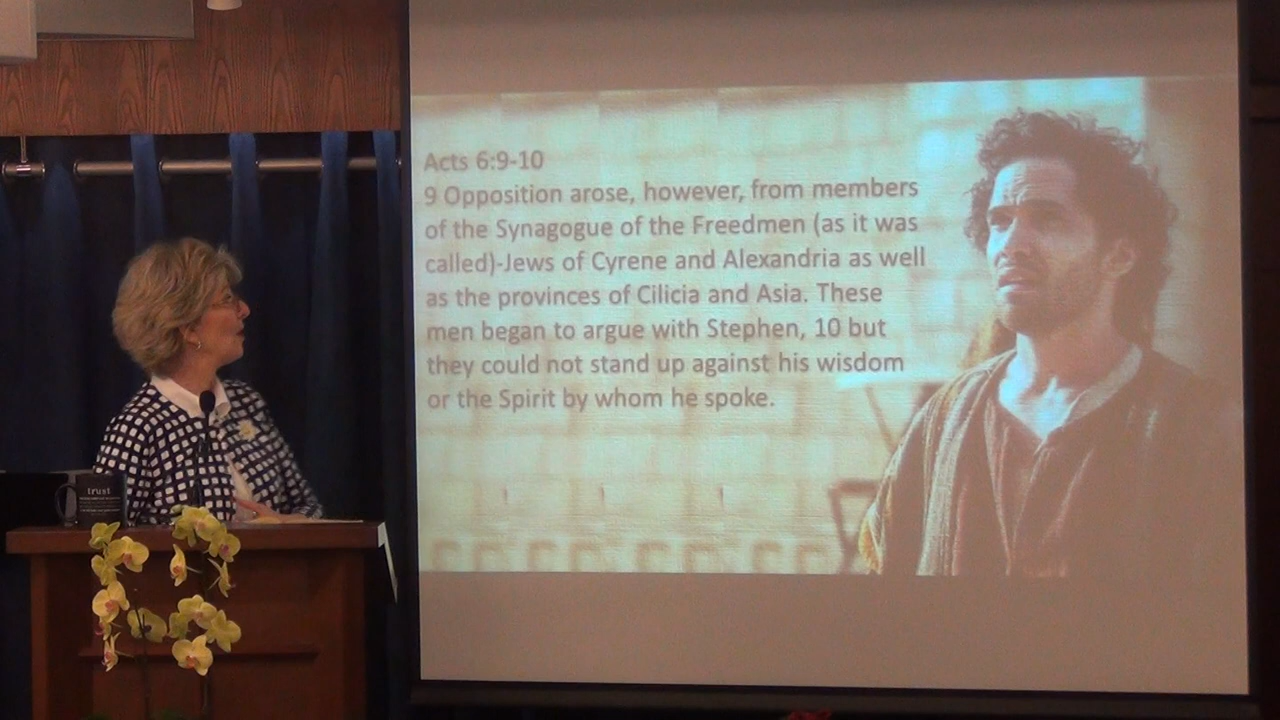 Acts 6:9-10
9 Opposition arose, however, from members
of the Synagogue of the Freedmen (as it was
called)-Jews of Cyrene and Alexandria as well
as the provinces of Cilicia and Asia. These
men began to argue with Stephen, 10 but
they could not stand up against his wisdom
or the Spirit by whom he spoke.
trust